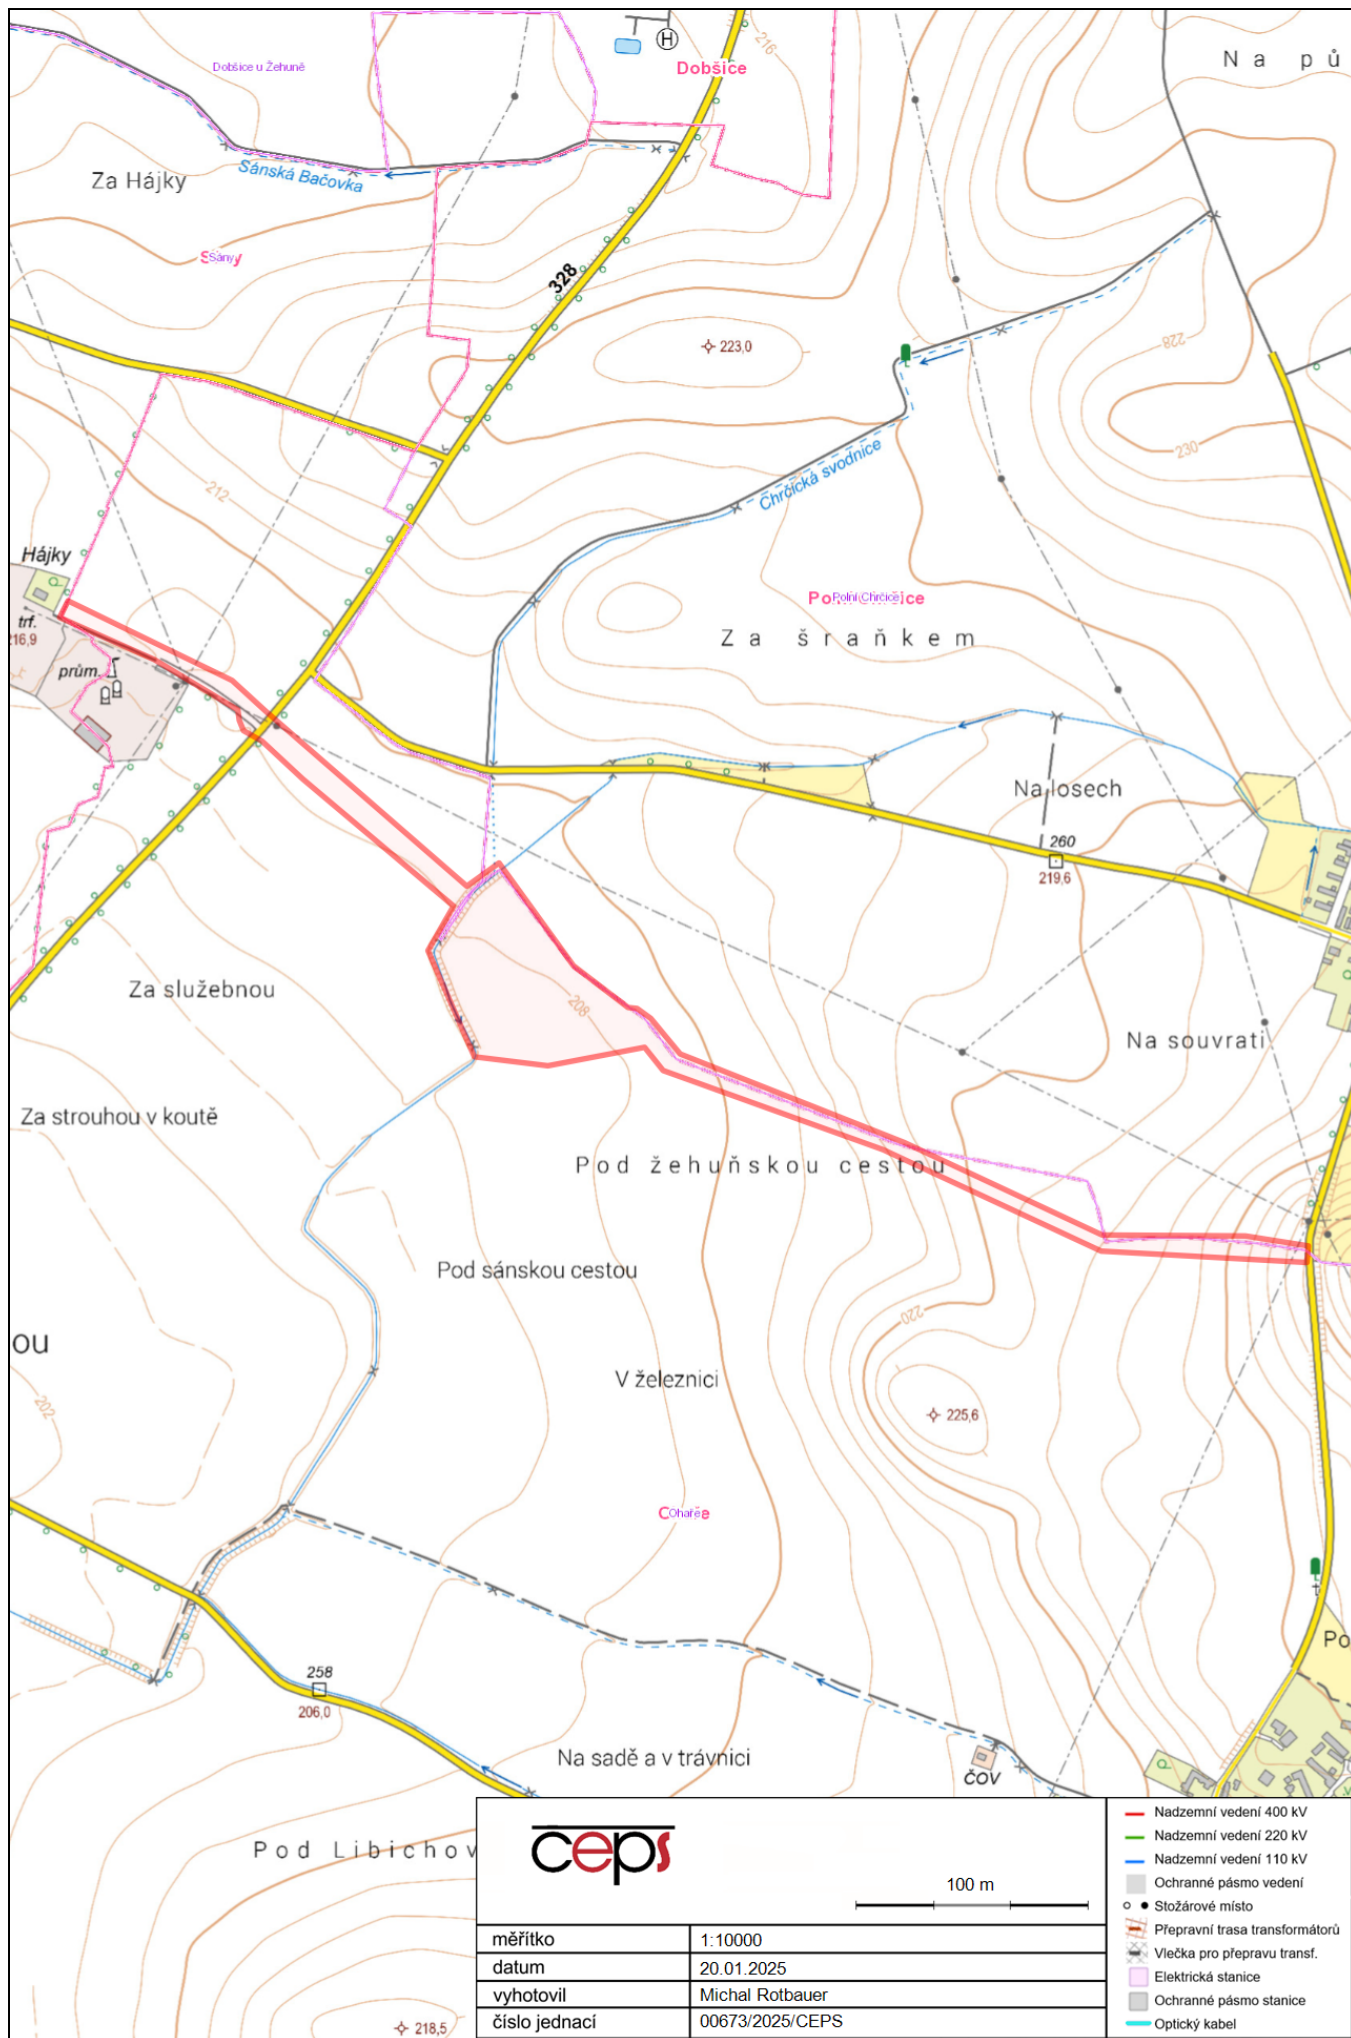 Na pů
216
Dobšice
Dobšice u Žehuně
H
Sánská Bačovka
Za Hájky
Sány
328
223,0
228
230
212
Chrčická svodnice
Hájky
trf.
216,9
Polní Chrčice
Za šraňkem
prům.
Na losech
260
219,6
Za služebnou
208
Na souvrati
Za strouhou v koutě
Pod žehuňskou cestou
Pod sánskou cestou
220
ou
V železnici
202
225,6
Ohaře
258
206,0
Po
Na sadě a v trávnici
ČOV
Pod Libichov
218,5
čeps
100 m
měřítko 1:10000
datum 20.01.2025
vyhotovil Michal Rotbauer
číslo jednací 00673/2025/CEPS
Nadzemní vedení 400 kV
Nadzemní vedení 220 kV
Nadzemní vedení 110 kV
Ochranné pásmo vedení
Stožárové místo
Přepravní trasa transformátorů
Vlečka pro přepravu transf.
Elektrická stanice
Ochranné pásmo stanice
Optický kabel